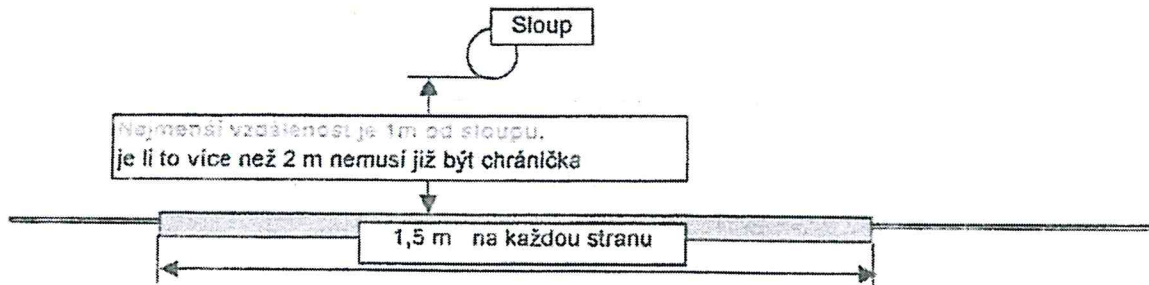 Sloup
Nejmenší vzdálenost je 1m od sloupu.
je li to více než 2 m nemusí již být chránička
1,5 m na každou stranu